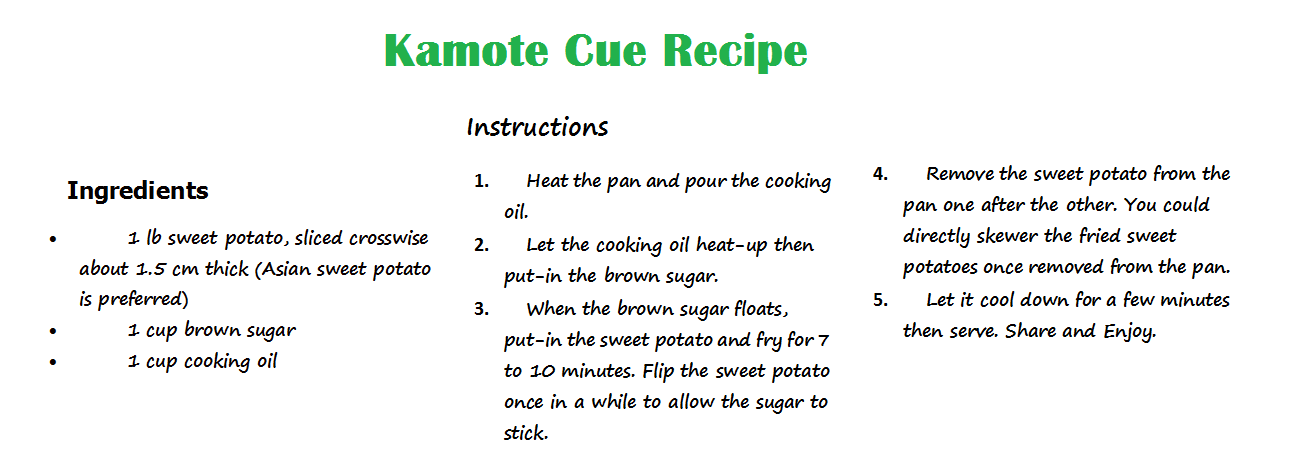 Kamote Cue Recipe
Ingredients
• 1 lb sweet potato, sliced crosswise
about 1.5 cm thick (Asian sweet potato
is preferred)
• 1 cup brown sugar
• 1 cup cooking oil
Instructions
1. Heat the pan and pour the cooking
oil.
2. Let the cooking oil heat-up then
put-in the brown sugar.
3. When the brown sugar floats,
put-in the sweet potato and fry for 7
to 10 minutes. Flip the sweet potato
once in a while to allow the sugar to
stick.
4. Remove the sweet potato from the
pan one after the other. You could
directly skewer the fried sweet
potatoes once removed from the pan.
5. Let it cool down for a few minutes
then serve. Share and Enjoy.